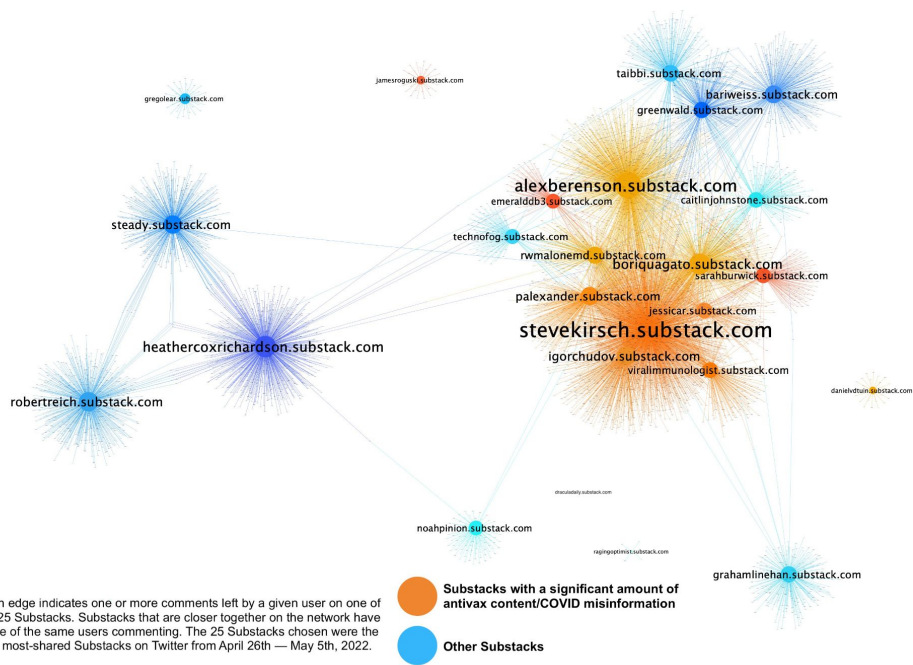 taibbi.substack.com
jamesroguski.substack.com
bariweiss.substack.com
gregolear.substack.com
greenwald.substack.com
alexberenson.substack.com
emeralddb3.substack.com
caitlinjohnstone.substack.com
steady.substack.com
technofog.substack.com
rwmalonemd.substack.com
boriquagato.substack.com
sarahburwick.substack.com
palexander.substack.com
jessicar.substack.com
stevekirsch.substack.com
heathercoxrichardson.substack.com
igorchudov.substack.com
viralimmunologist.substack.com
danielvdtuin.substack.com
robertreich.substack.com
draculadaily.substack.com
noahpinion.substack.com
ragingoptimist.substack.com
grahamlinehan.substack.com
n edge indicates one or more comments left by a given user on one of
25 Substacks. Substacks that are closer together on the network have
e of the same users commenting. The 25 Substacks chosen were the
most-shared Substacks on Twitter from April 26th — May 5th, 2022.
Substacks with a significant amount of
antivax content/COVID misinformation
Other Substacks